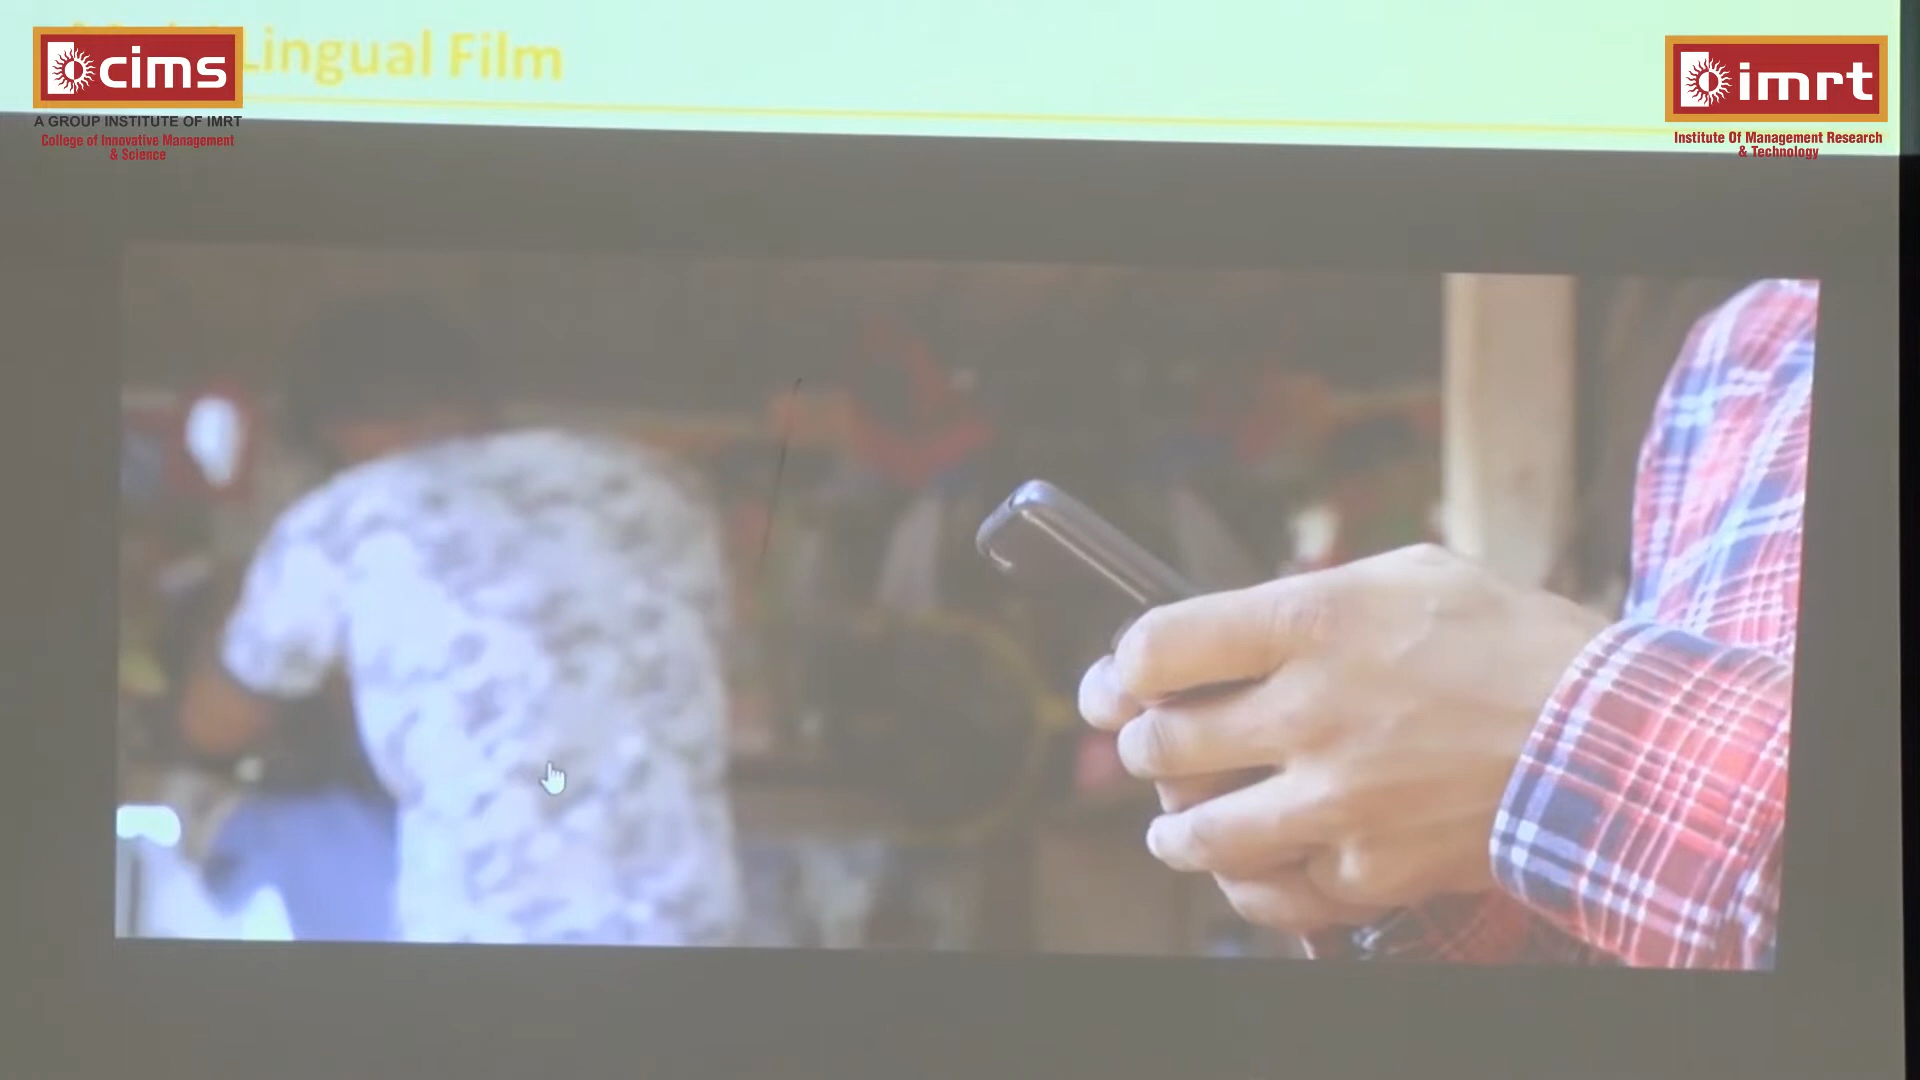 Lingual Film
cims
A GROUP INSTITUTE OF IMRT
College of Innovative Management
& Science
imrt
Institute Of Management Research
& Technology